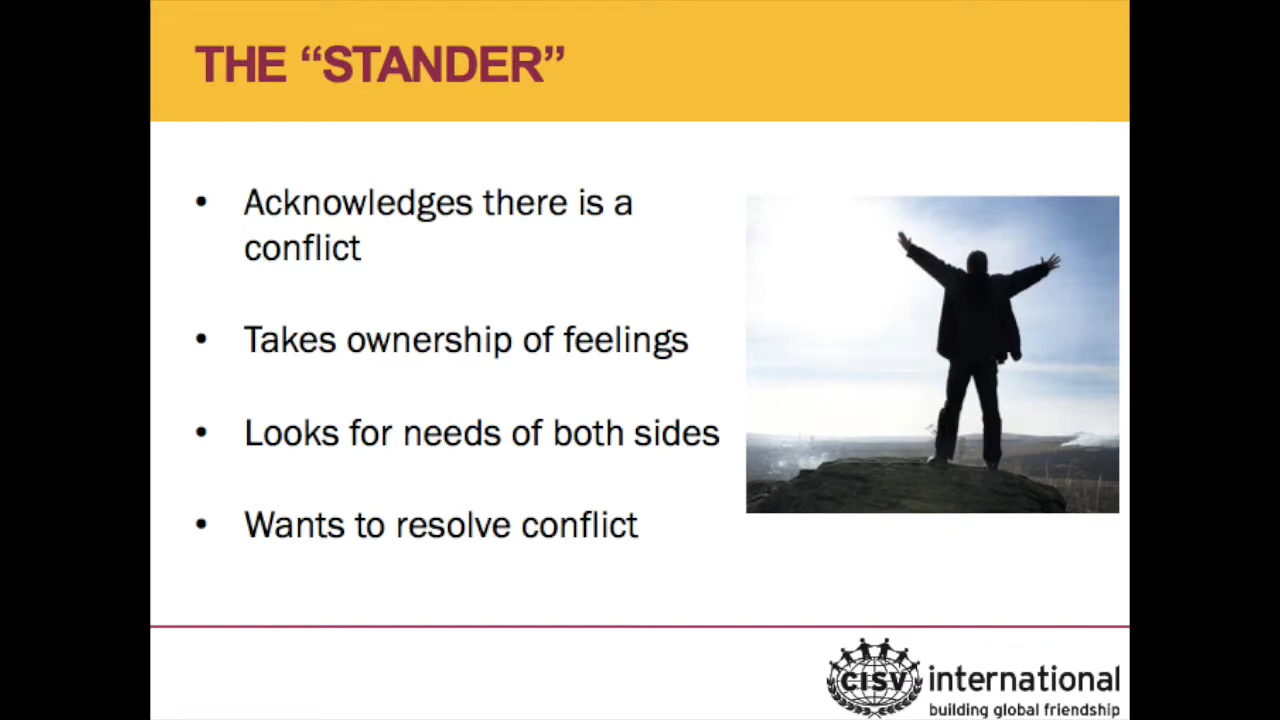 THE “STANDER”
• Acknowledges there is a
conflict
• Takes ownership of feelings
• Looks for needs of both sides
• Wants to resolve conflict
CISV international
building global friendship